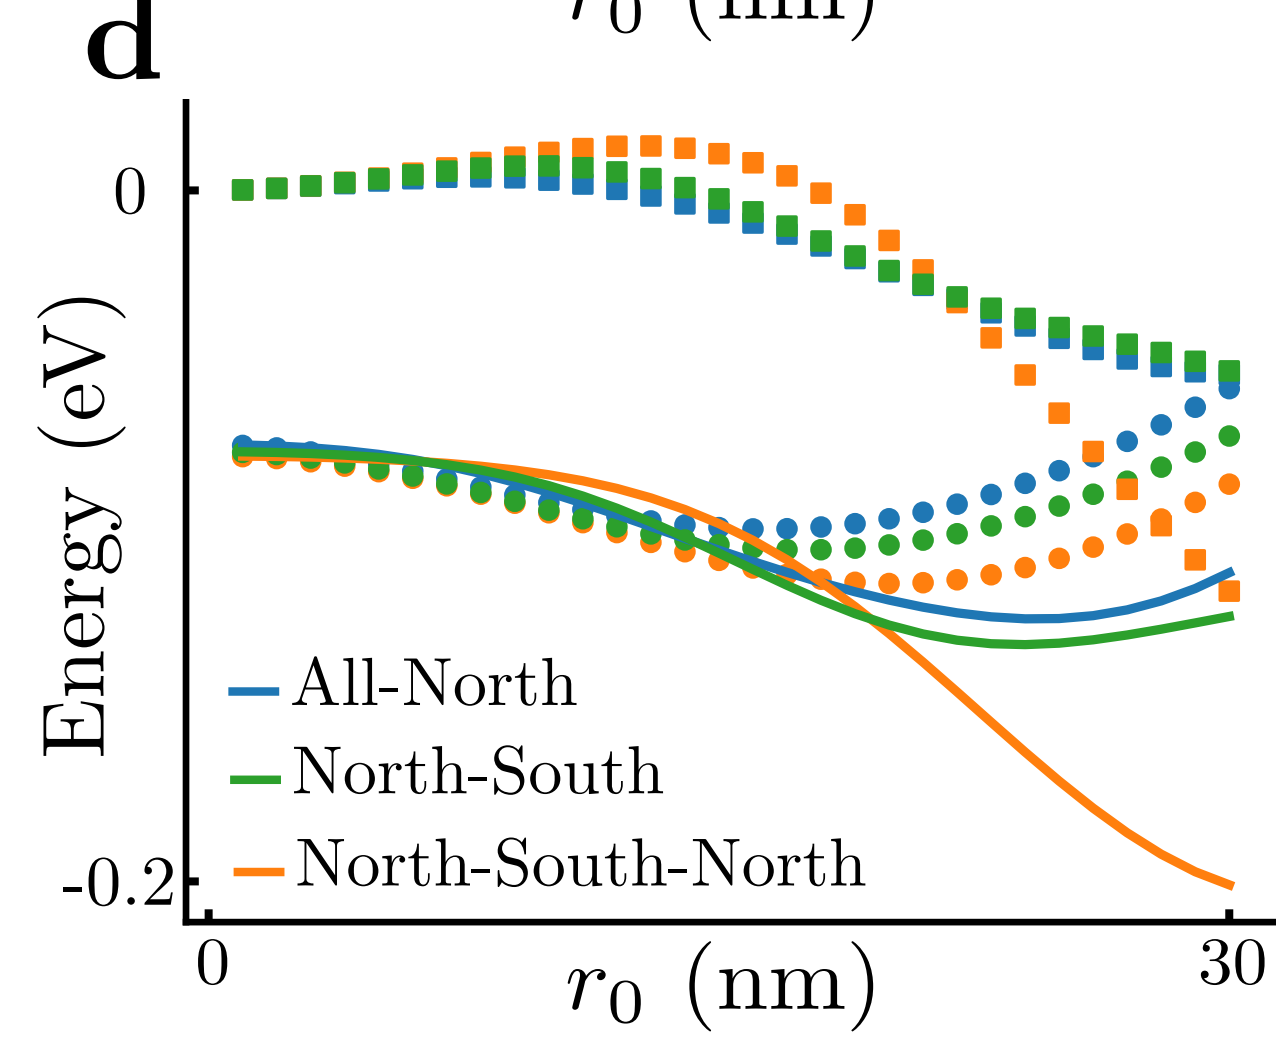 r₀ (nm)
d
0
Energy (eV)
All-North
North-South
North-South-North
-0.2
0
30
r₀ (nm)